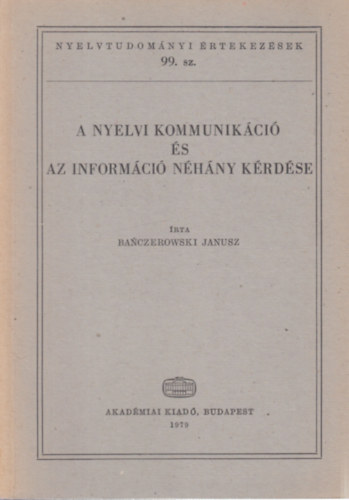 NYELVTUDOMÁNYI ÉRTEKEZÉSEK
99. sz.
A NYELVI KOMMUNIKÁCIÓ
ÉS
AZ INFORMÁCIÓ NÉHÁNY KÉRDÉSE
ÍRTA
BAŃCZEROWSKI JANUSZ
AKADÉMIAI KIADÓ, BUDAPEST
1979